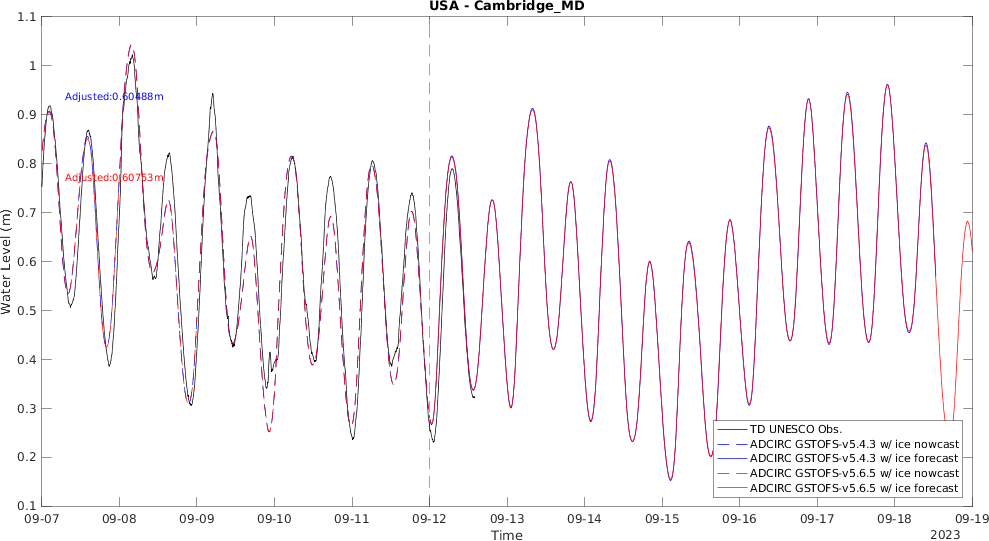 USA - Cambridge_MD
1.1
1
0.9
0.8
0.7
0.6
0.5
0.4
0.3
0.2
0.1
Water Level (m)
Adjusted:0.60488m
Adjusted:0.60753m
TD UNESCO Obs.
ADCIRC GSTOFS-v5.4.3 w/ ice nowcast
ADCIRC GSTOFS-v5.4.3 w/ ice forecast
ADCIRC GSTOFS-v5.6.5 w/ ice nowcast
ADCIRC GSTOFS-v5.6.5 w/ ice forecast
09-07 09-08 09-09 09-10 09-11 09-12 09-13 09-14 09-15 09-16 09-17 09-18 09-19
Time
2023